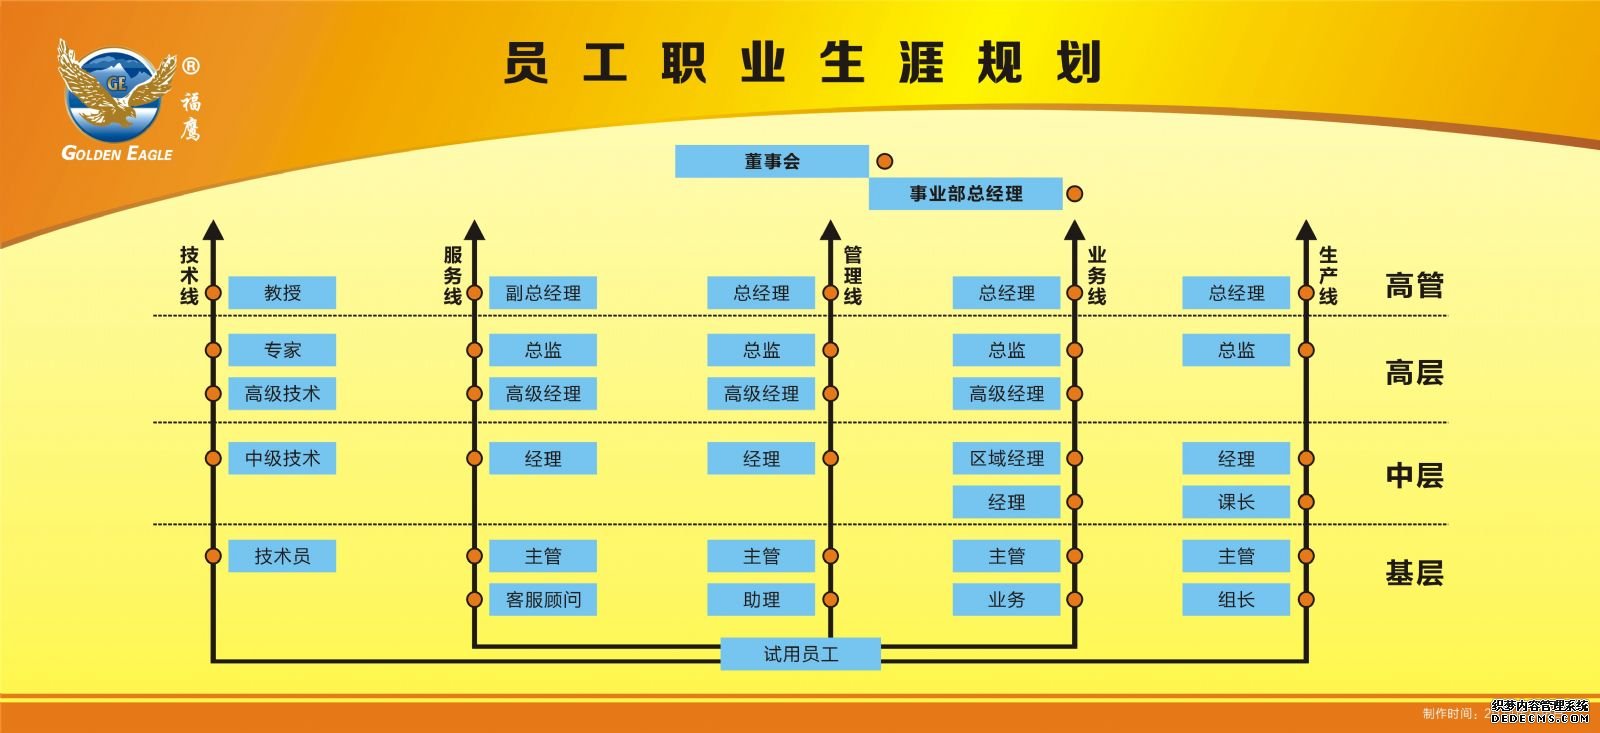 员工职业生涯规划
GE
®
福鹰
GOLDEN EAGLE
董事会
事业部总经理
技术线
服务线
管理线
业务线
生产线
教授
副总经理
总经理
总经理
总经理
高管
专家
总监
总监
总监
总监
高层
高级技术
高级经理
高级经理
高级经理
中级技术
经理
经理
区域经理
经理
中层
经理
课长
技术员
主管
主管
主管
主管
基层
客服顾问
助理
业务
组长
试用员工
制作时间：
织梦内容管理系统
DEDECMS.COM